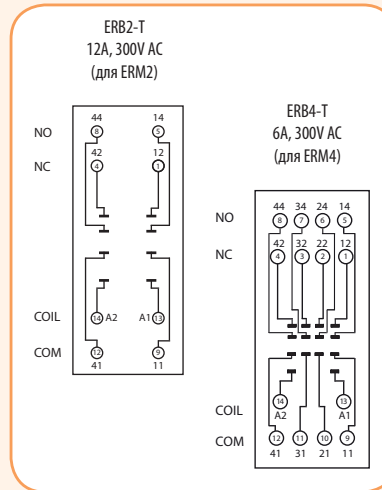 ERB2-T
12A, 300V AC
(для ERM2)
44 14
NO 8 5
42 12
NC 4 1
COIL 14 A2 A1 13
COM 12 9
41 11
ERB4-T
6A, 300V AC
(для ERM4)
44 34 24 14
NO 8 7 6 5
42 32 22 12
NC 4 3 2 1
14 13
COIL A2 A1
COM 12 11 10 9
41 31 21 11